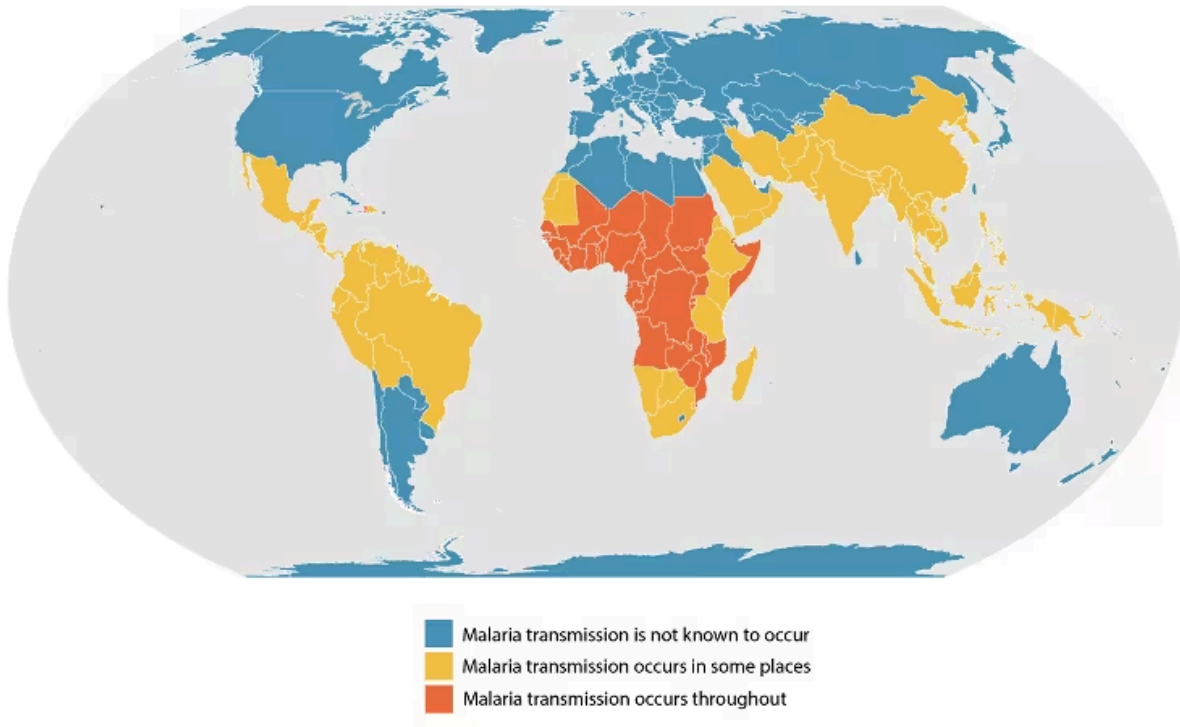 Malaria transmission is not known to occur
Malaria transmission occurs in some places
Malaria transmission occurs throughout